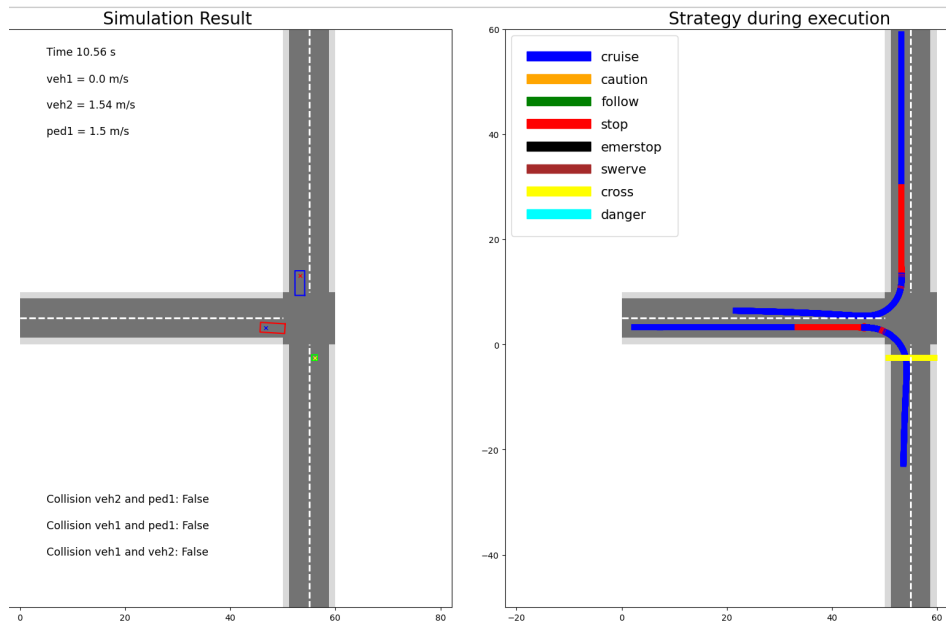 Simulation Result
Time 10.56 s
veh1 = 0.0 m/s
veh2 = 1.54 m/s
ped1 = 1.5 m/s
Collision veh2 and ped1: False
Collision veh1 and ped1: False
Collision veh1 and veh2: False
0
20
40
60
80
Strategy during execution
60
40
20
0
−20
−40
cruise
caution
follow
stop
emerstop
swerve
cross
danger
−20
0
20
40
60